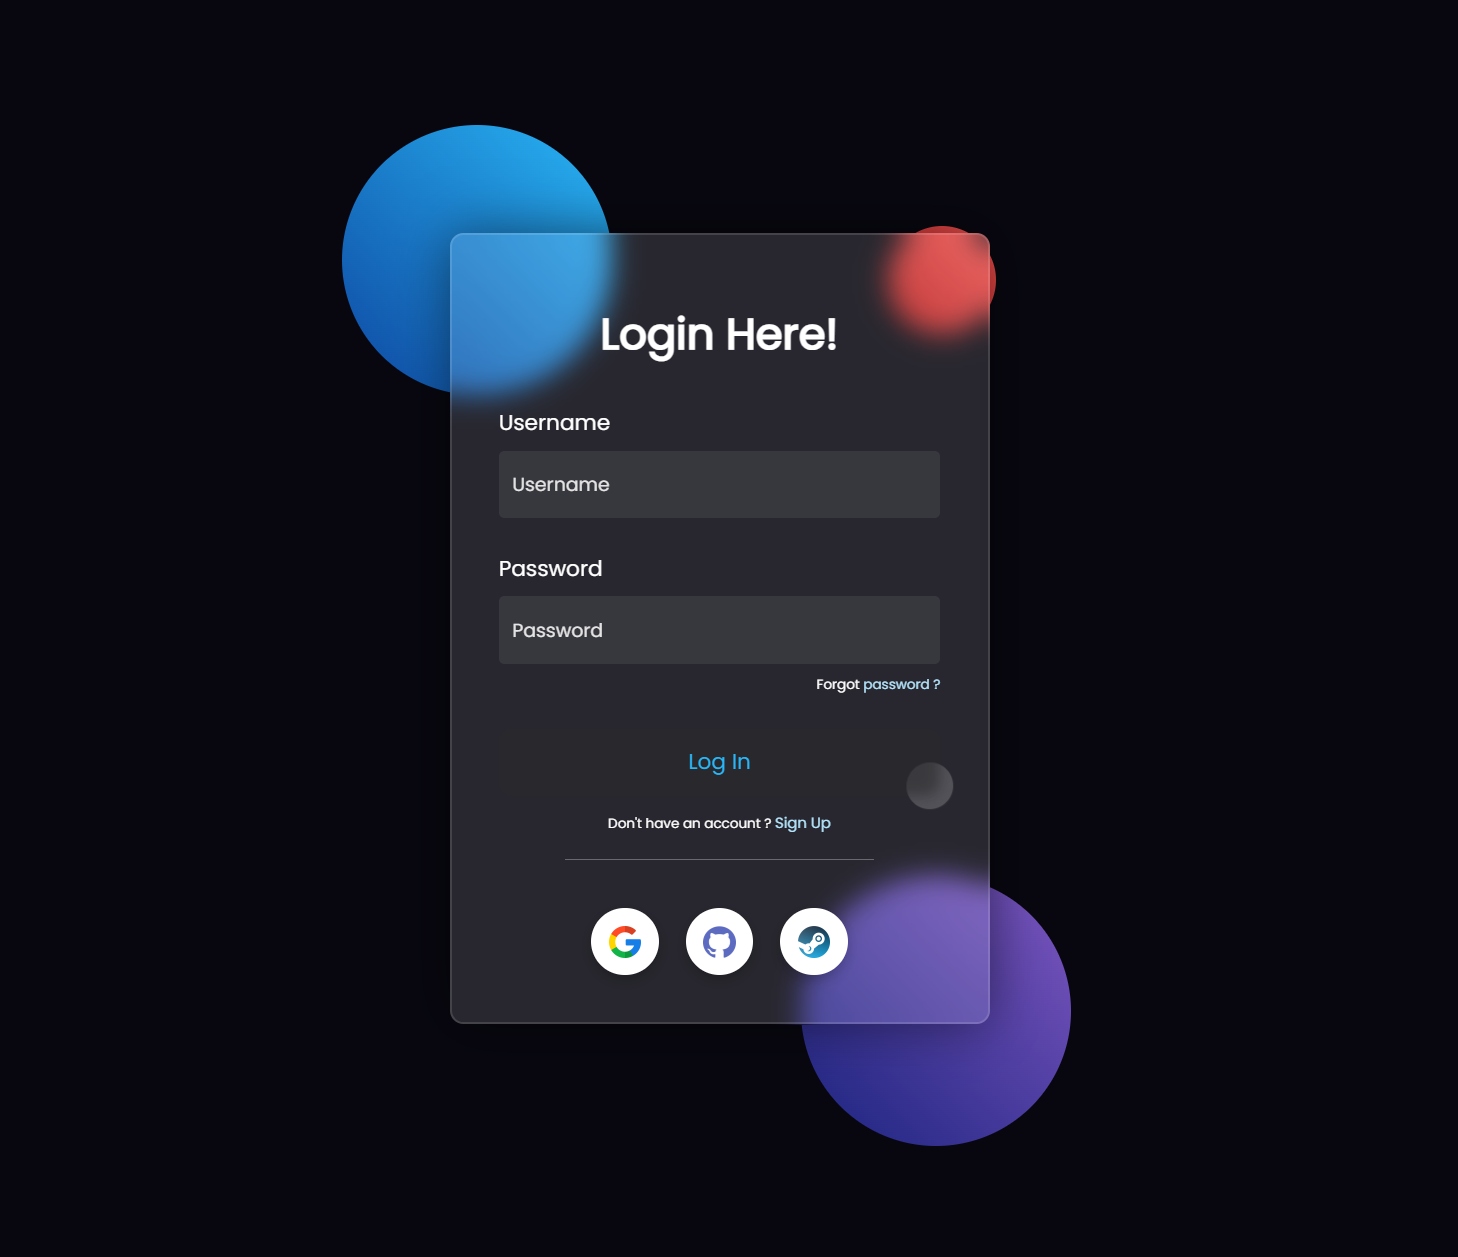 Login Here!
Username
Username
Password
Password
Forgot password ?
Log In
Don't have an account ? Sign Up